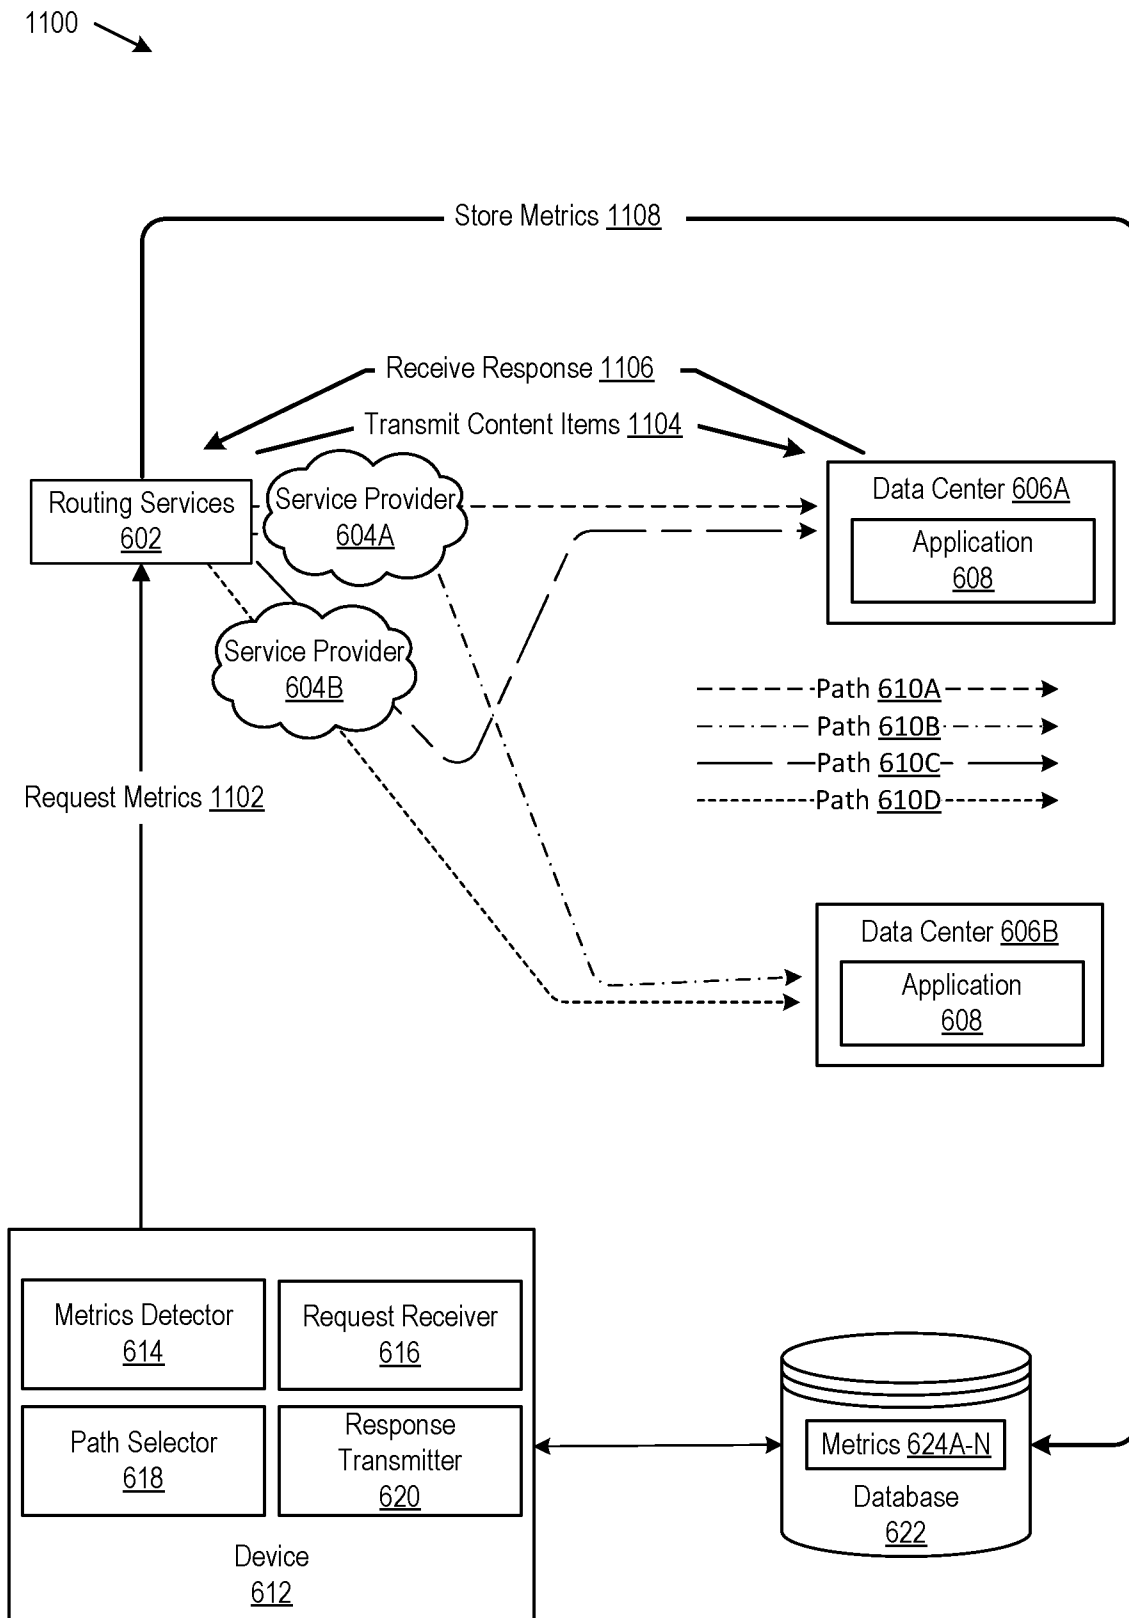 1100
Store Metrics 1108
Receive Response 1106
Transmit Content Items 1104
Routing Services
602
Service Provider
604A
Data Center 606A
Application
608
Service Provider
604B
Path 610A
Path 610B
Path 610C
Path 610D
Request Metrics 1102
Data Center 606B
Application
608
Metrics Detector
614
Request Receiver
616
Path Selector
618
Response
Transmitter
620
Device
612
Metrics 624A-N
Database
622